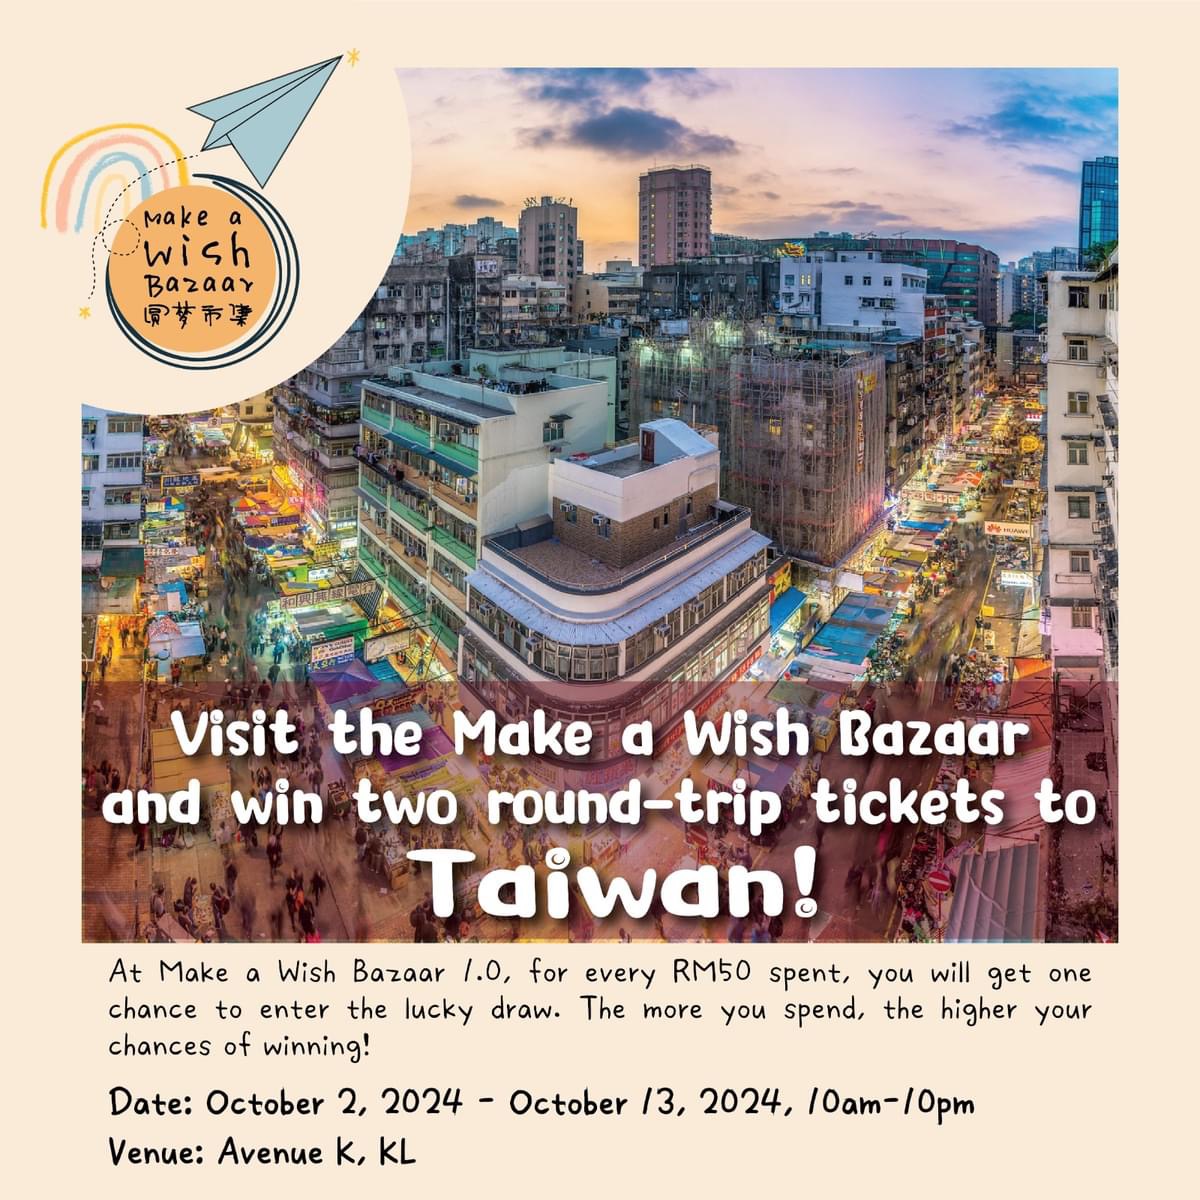 Make a
Wish
Bazaar
圓夢市集
HUAWEI
Visit the Make a Wish Bazaar
and win two round-trip tickets to
Taiwan!
At Make a Wish Bazaar 1.0, for every RM50 spent, you will get one
chance to enter the lucky draw. The more you spend, the higher your
chances of winning!
Date: October 2, 2024 - October 13, 2024, 10am-10pm
Venue: Avenue K, KL